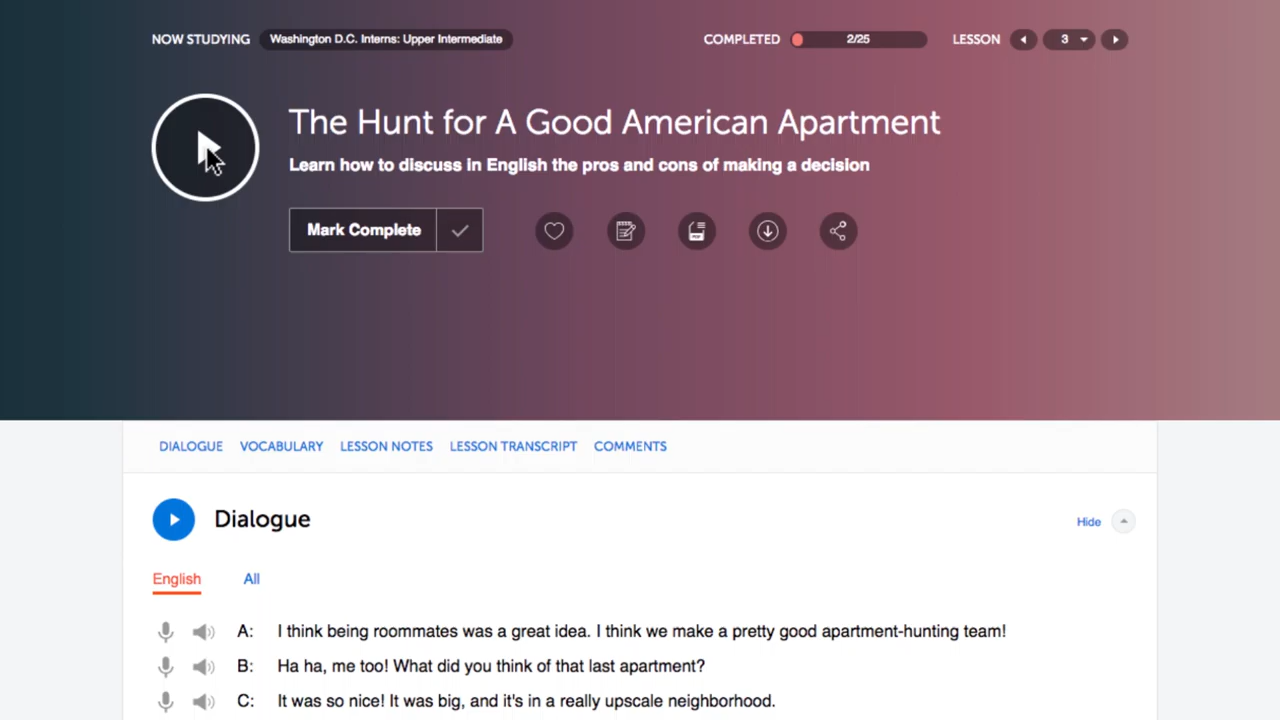 NOW STUDYING Washington D.C. Interns: Upper Intermediate COMPLETED 2/25 LESSON 3
The Hunt for A Good American Apartment
Learn how to discuss in English the pros and cons of making a decision
Mark Complete
PDF
DIALOGUE VOCABULARY LESSON NOTES LESSON TRANSCRIPT COMMENTS
Dialogue Hide
English All
A: I think being roommates was a great idea. I think we make a pretty good apartment-hunting team!
B: Ha ha, me too! What did you think of that last apartment?
C: It was so nice! It was big, and it's in a really upscale neighborhood.